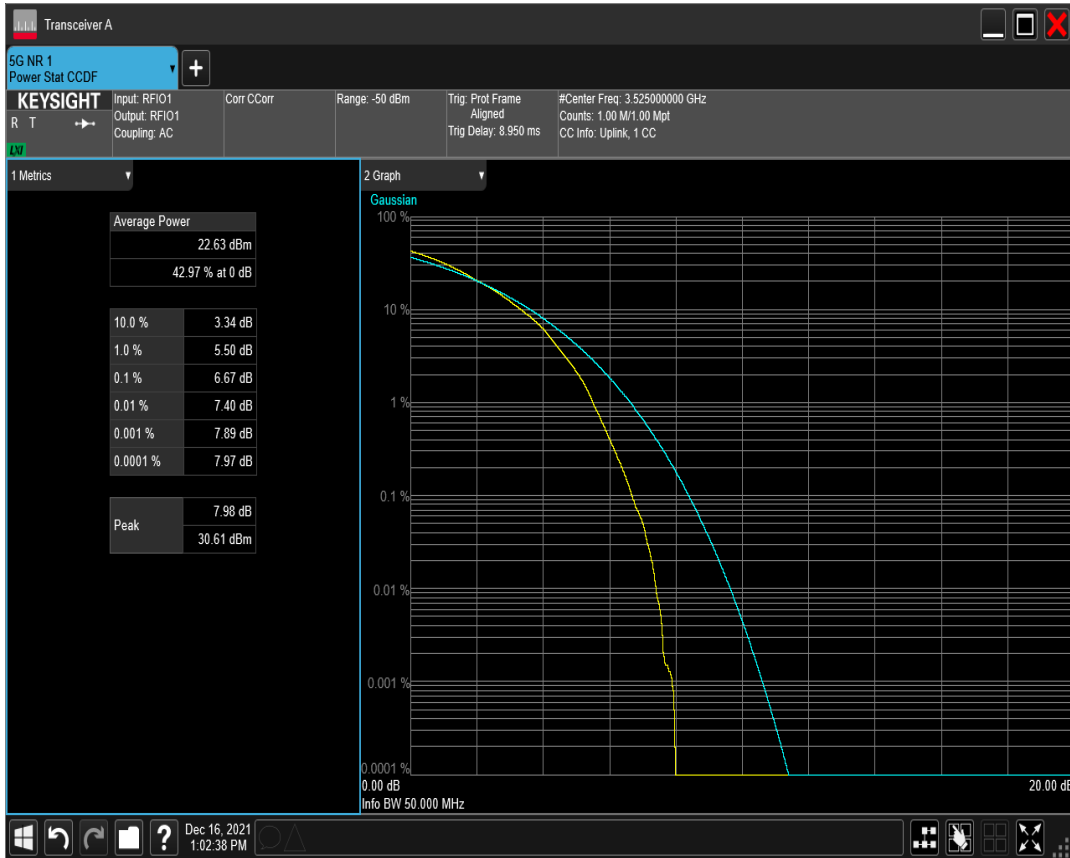 Transceiver A
5G NR 1
Power Stat CCDF
KEYSIGHT
R T
LXI
Input: RFIO1
Output: RFIO1
Coupling: AC
Corr CCorr
Range: -50 dBm
Trig: Prot Frame
Aligned
Trig Delay: 8.950 ms
#Center Freq: 3.525000000 GHz
Counts: 1.00 M/1.00 Mpt
CC Info: Uplink, 1 CC
1 Metrics
Average Power
22.63 dBm
42.97 % at 0 dB
10.0 % 3.34 dB
1.0 % 5.50 dB
0.1 % 6.67 dB
0.01 % 7.40 dB
0.001 % 7.89 dB
0.0001 % 7.97 dB
Peak
7.98 dB
30.61 dBm
2 Graph
Gaussian
100 %
10 %
1 %
0.1 %
0.01 %
0.001 %
0.0001 %
0.00 dB 20.00 dB
Info BW 50.000 MHz
?
Dec 16, 2021
1:02:38 PM